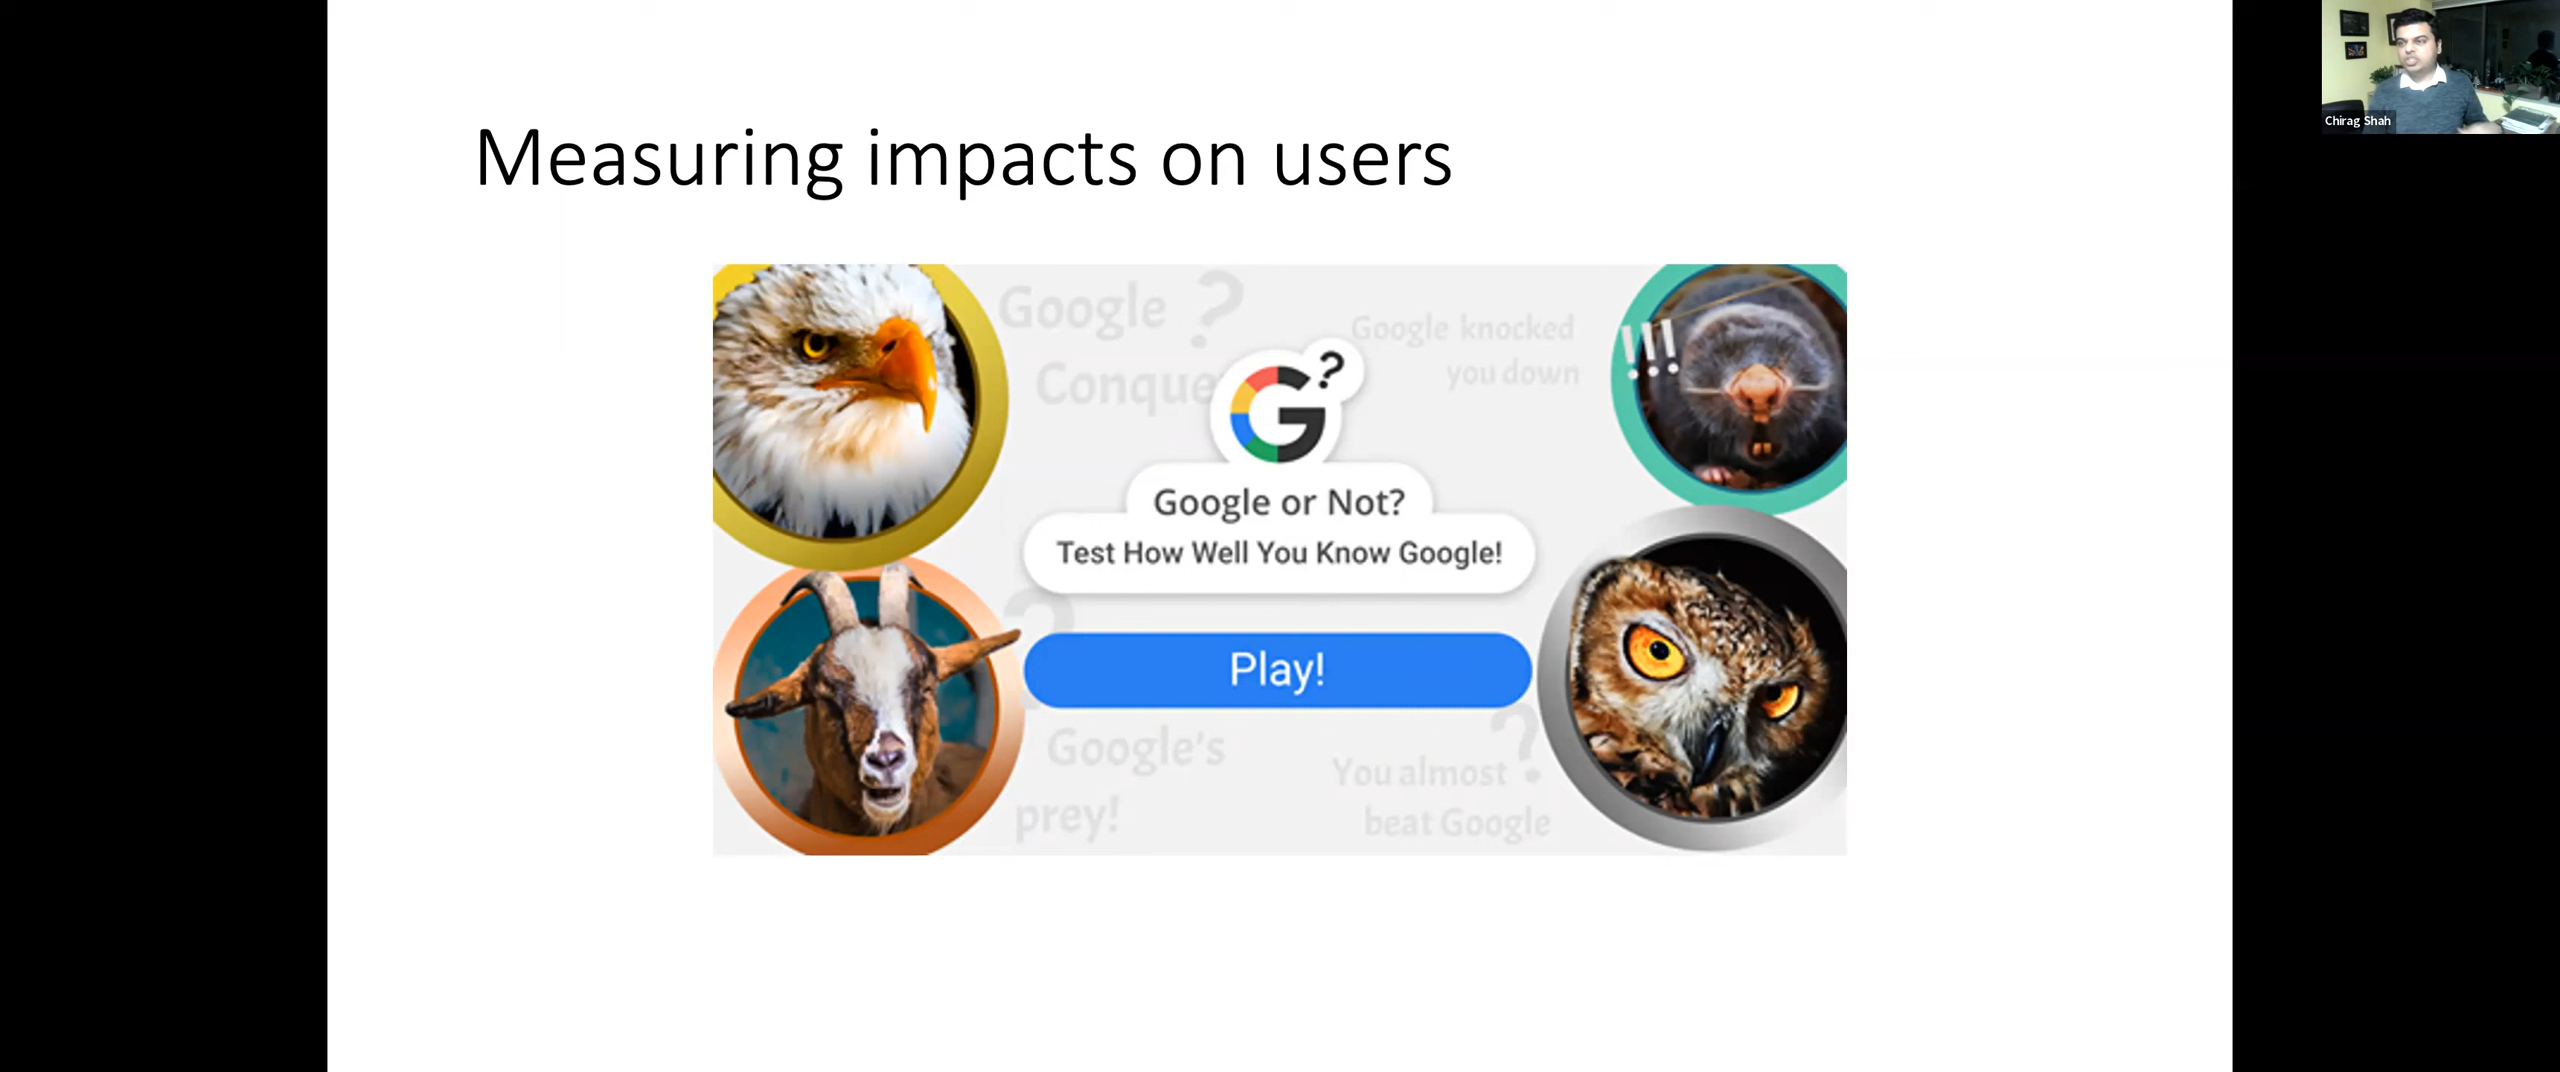 Chirag Shah
Measuring impacts on users
Google ?
Conque
Google knocked
you down
!!!
G?
Google or Not?
Test How Well You Know Google!
Play!
?
Google's
prey!
?
You almost
beat Google